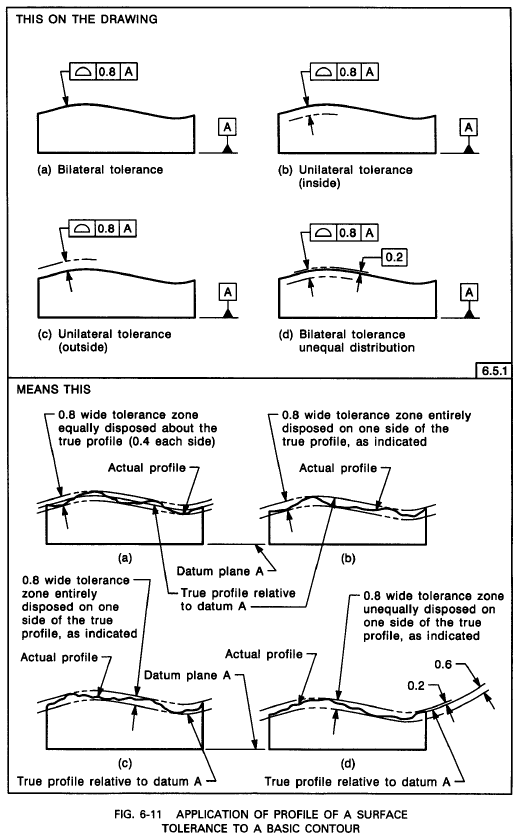 THIS ON THE DRAWING
⌓ 0.8 A
⌓ 0.8 A
A
A
(a) Bilateral tolerance
(b) Unilateral tolerance
(inside)
⌓ 0.8 A
⌓ 0.8 A
0.2
A
A
(c) Unilateral tolerance
(outside)
(d) Bilateral tolerance
unequal distribution
6.5.1
MEANS THIS
0.8 wide tolerance zone
equally disposed about the
true profile (0.4 each side)
Actual profile
0.8 wide tolerance zone entirely
disposed on one side of the
true profile, as indicated
Actual profile
(a)
Datum plane A
(b)
True profile relative
to datum A
0.8 wide tolerance
zone entirely
disposed on one
side of the true
profile, as indicated
Actual profile
Datum plane A
0.8 wide tolerance zone
unequally disposed on
one side of the true
profile, as indicated
Actual profile
0.6
0.2
(c)
(d)
True profile relative to datum A
True profile relative to datum A
FIG. 6-11 APPLICATION OF PROFILE OF A SURFACE
TOLERANCE TO A BASIC CONTOUR